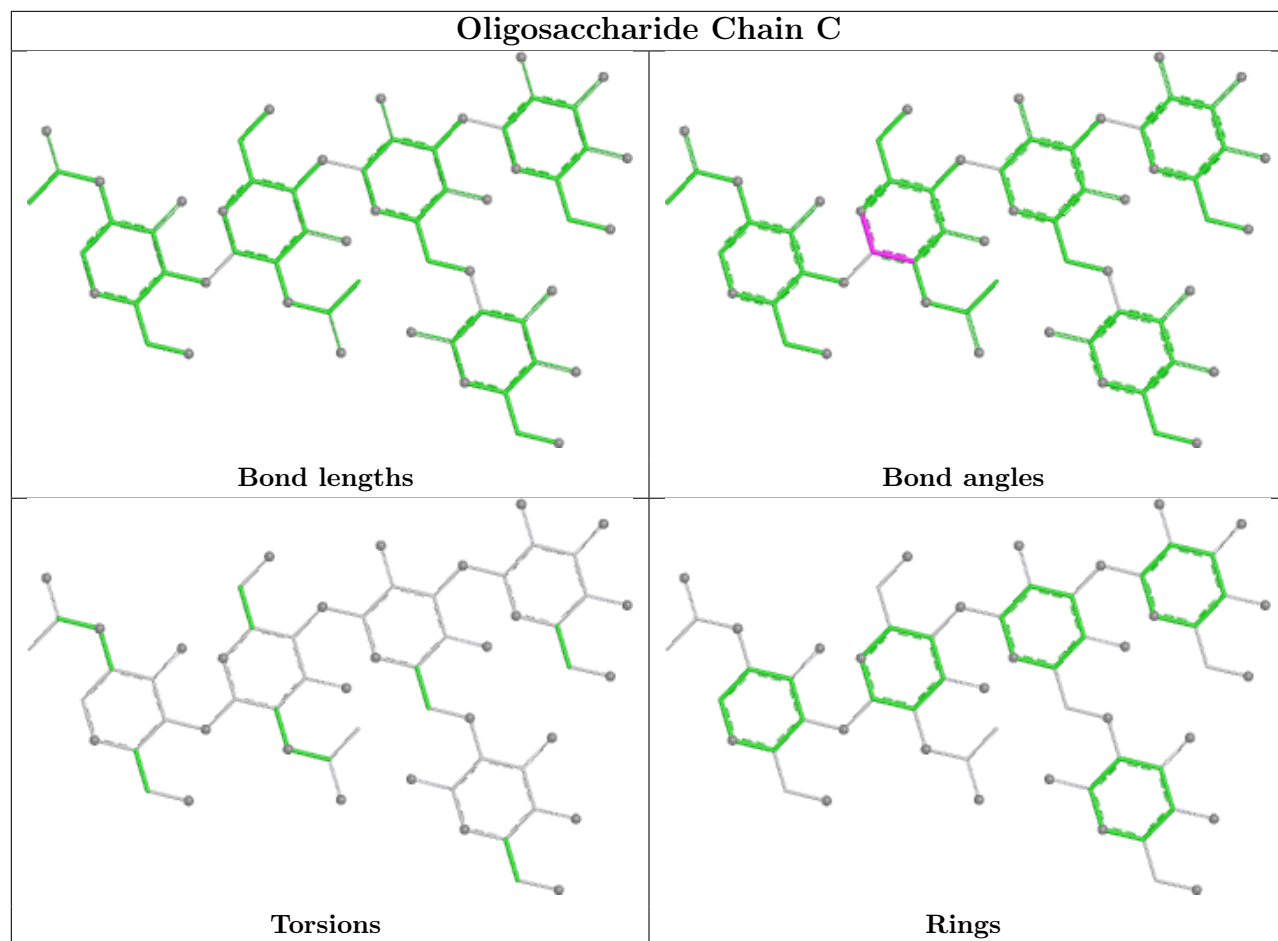 Oligosaccharide Chain C
Bond lengths
Bond angles
Torsions
Rings